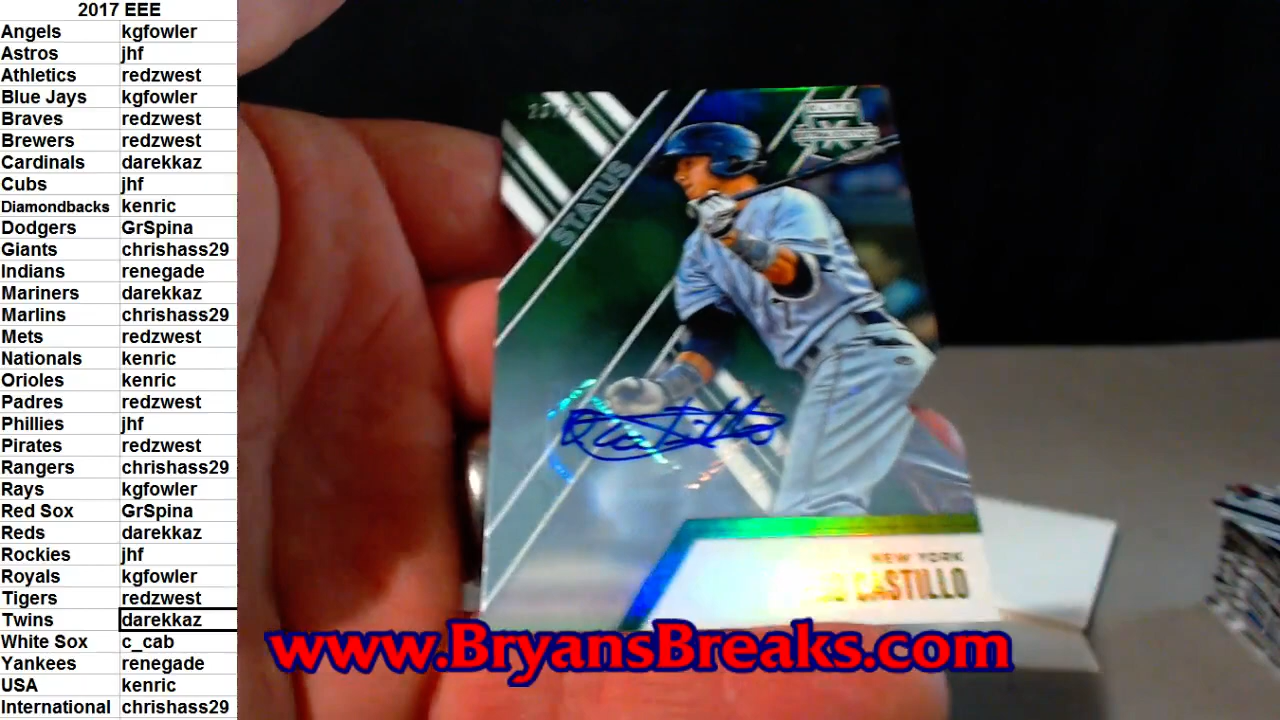 2017 EEE
Angels kgfowler
Astros jhf
Athletics redzwest
Blue Jays kgfowler
Braves redzwest
Brewers redzwest
Cardinals darekkaz
Cubs jhf
Diamondbacks kenric
Dodgers GrSpina
Giants chrishass29
Indians renegade
Mariners darekkaz
Marlins chrishass29
Mets redzwest
Nationals kenric
Orioles kenric
Padres redzwest
Phillies jhf
Pirates redzwest
Rangers chrishass29
Rays kgfowler
Red Sox GrSpina
Reds darekkaz
Rockies jhf
Royals kgfowler
Tigers redzwest
Twins darekkaz
White Sox c_cab
Yankees renegade
USA kenric
International chrishass29
STATUS
ELITE
NEW YORK
CASTILLO
www.BryansBreaks.com